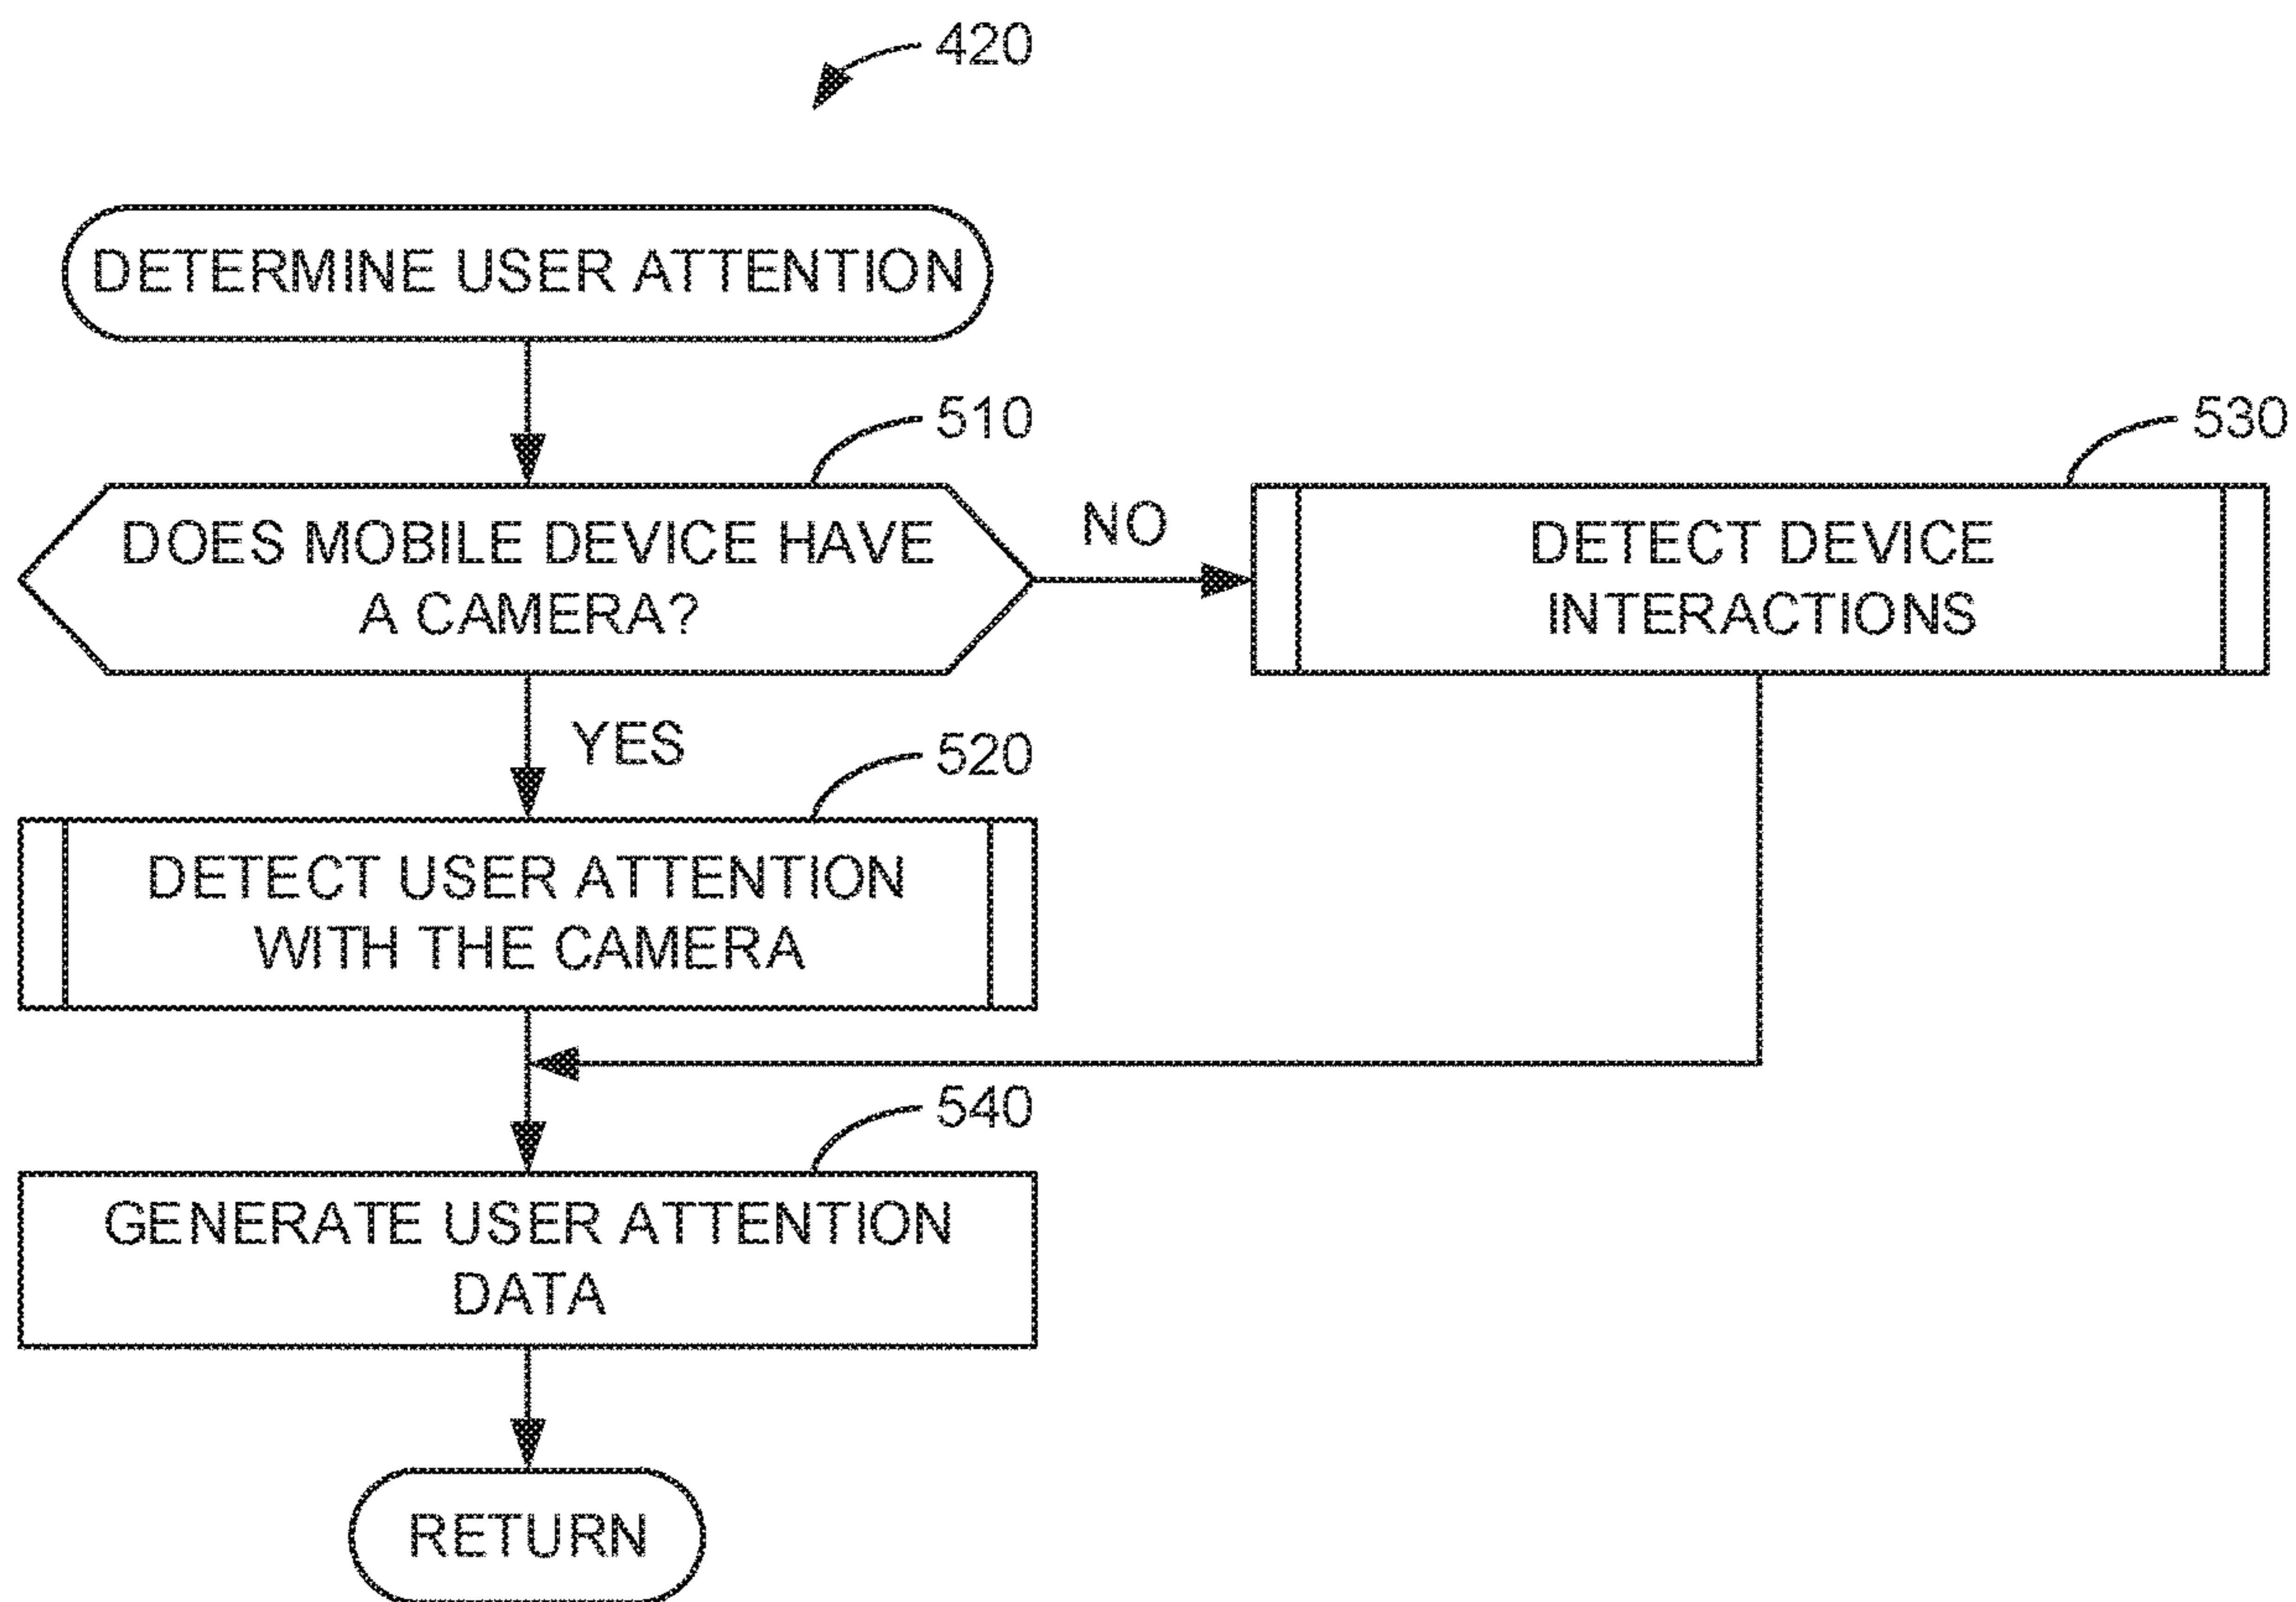 420
DETERMINE USER ATTENTION
510
530
DOES MOBILE DEVICE HAVE
A CAMERA?
NO
DETECT DEVICE
INTERACTIONS
YES
520
DETECT USER ATTENTION
WITH THE CAMERA
540
GENERATE USER ATTENTION
DATA
RETURN